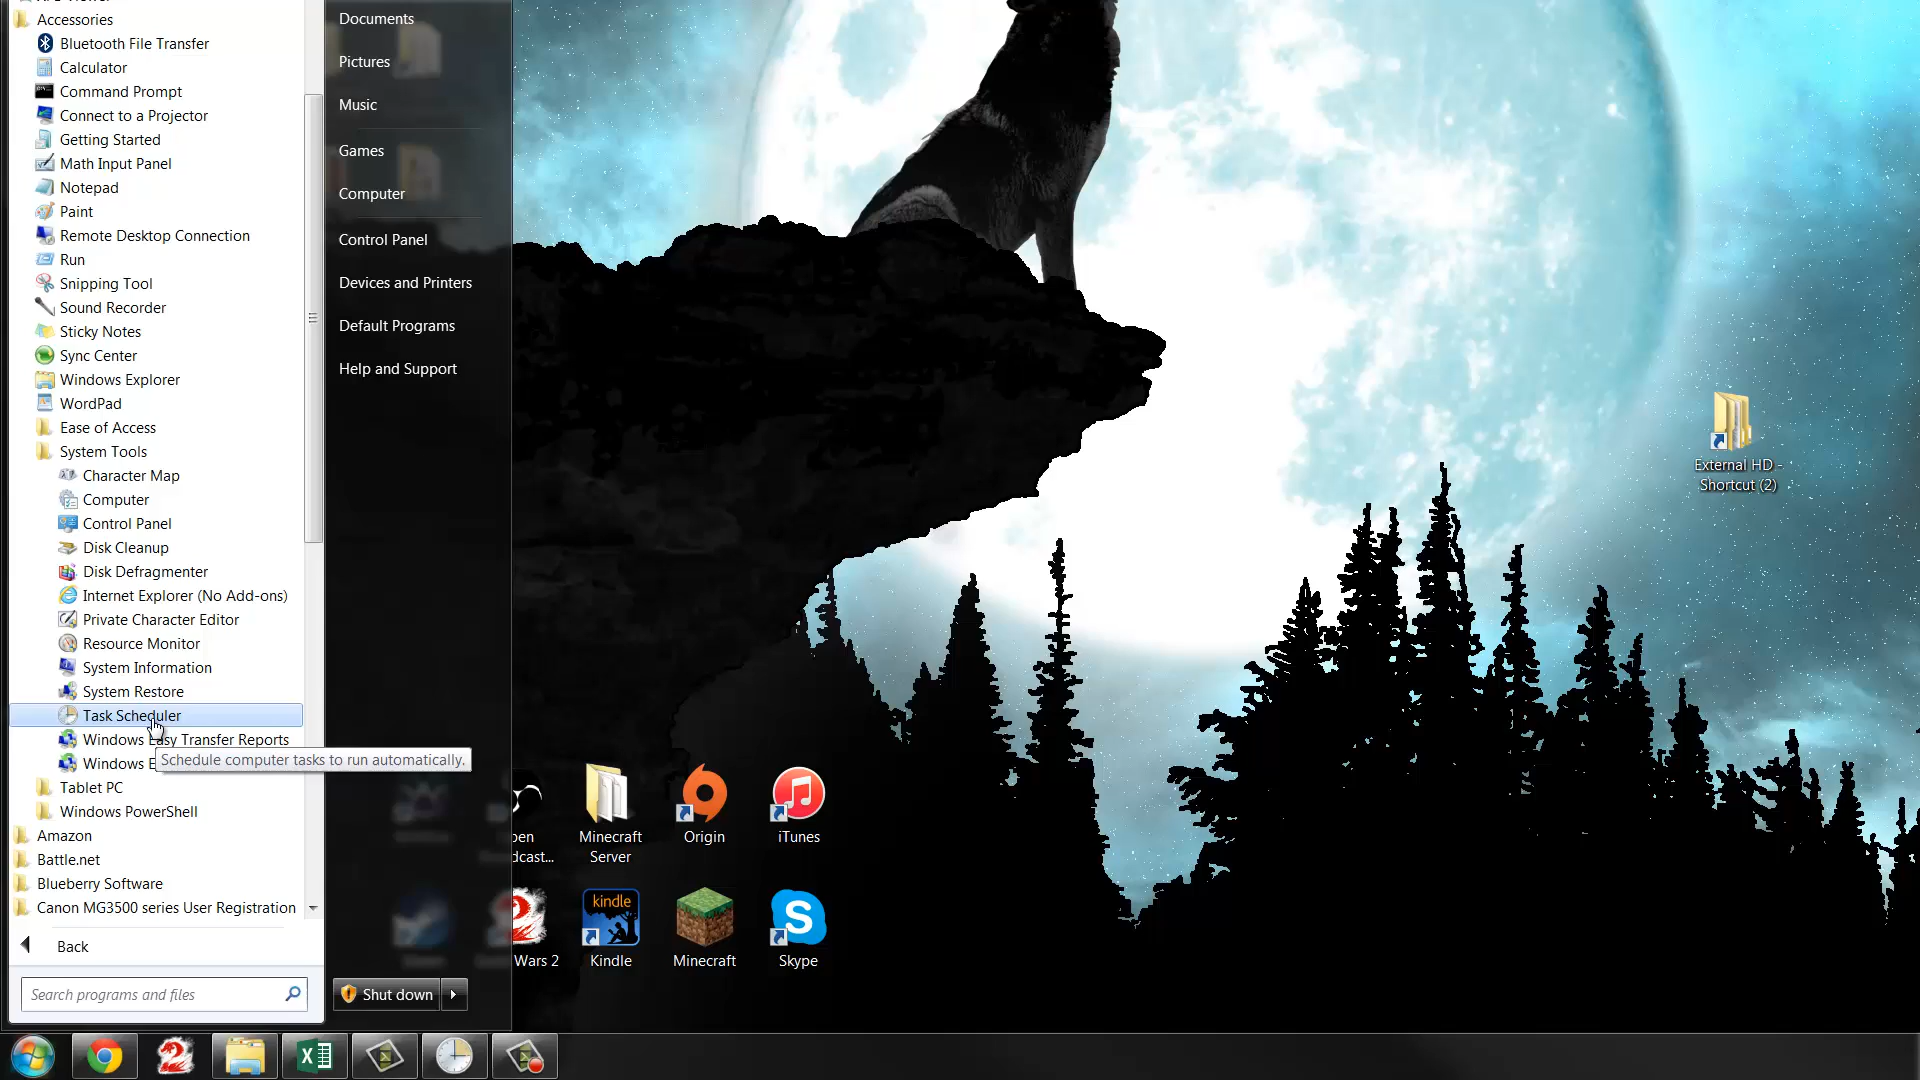 Accessories
Bluetooth File Transfer
Calculator
Command Prompt
Connect to a Projector
Getting Started
Math Input Panel
Notepad
Paint
Remote Desktop Connection
Run
Snipping Tool
Sound Recorder
Sticky Notes
Sync Center
Windows Explorer
WordPad
Ease of Access
System Tools
Character Map
Computer
Control Panel
Disk Cleanup
Disk Defragmenter
Internet Explorer (No Add-ons)
Private Character Editor
Resource Monitor
System Information
System Restore
Task Scheduler
Windows Easy Transfer Reports
Windows E
Schedule computer tasks to run automatically.
Tablet PC
Windows PowerShell
Amazon
Battle.net
Blueberry Software
Canon MG3500 series User Registration
Back
Search programs and files
Documents
Pictures
Music
Games
Computer
Control Panel
Devices and Printers
Default Programs
Help and Support
Shut down
External HD -
Shortcut (2)
pen
dcast...
Minecraft
Server
Origin
iTunes
Wars 2
kindle
Kindle
Minecraft
Skype